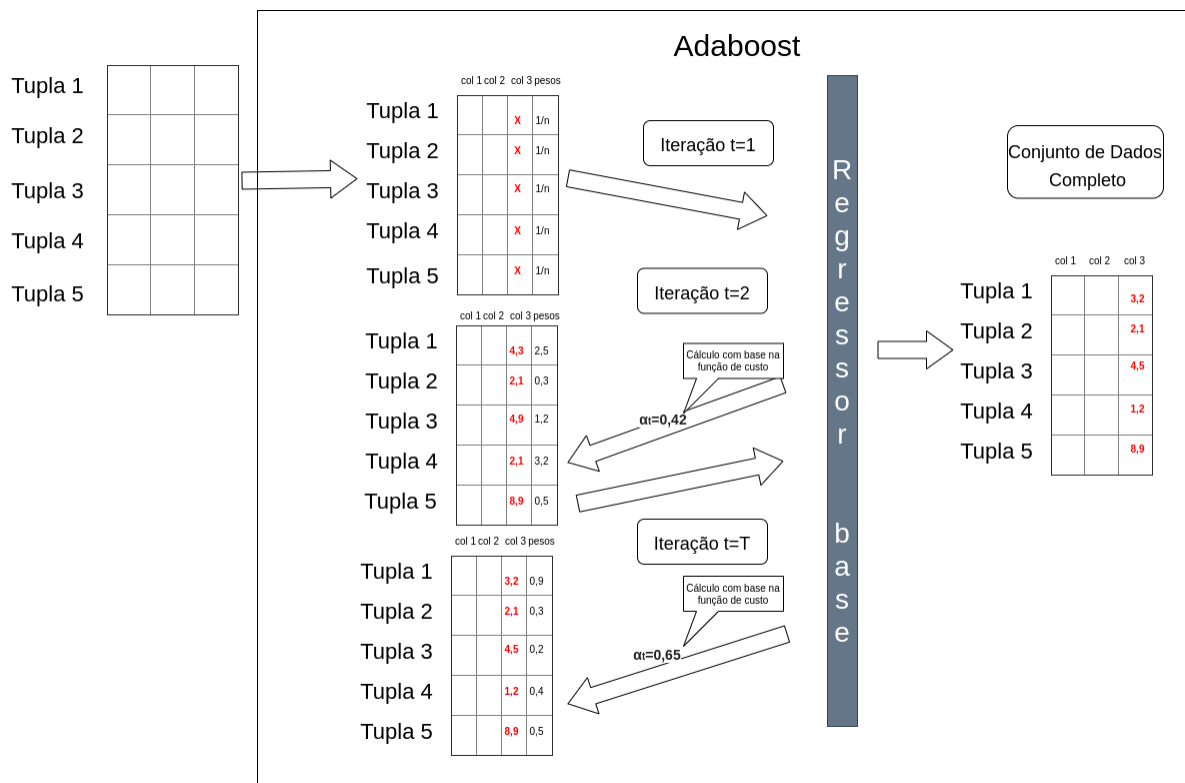 Adaboost
Tupla 1
Tupla 2
Tupla 3
Tupla 4
Tupla 5
col 1 col 2 col 3 pesos
Tupla 1 X 1/n
Tupla 2 X 1/n
Tupla 3 X 1/n
Tupla 4 X 1/n
Tupla 5 X 1/n
Iteração t=1
col 1 col 2 col 3 pesos
Tupla 1 4,3 2,5
Tupla 2 2,1 0,3
Tupla 3 4,9 1,2
Tupla 4 2,1 3,2
Tupla 5 8,9 0,5
Iteração t=2
Cálculo com base na
função de custo
αt=0,42
col 1 col 2 col 3 pesos
Tupla 1 3,2 0,9
Tupla 2 2,1 0,3
Tupla 3 4,5 0,2
Tupla 4 1,2 0,4
Tupla 5 8,9 0,5
Iteração t=T
Cálculo com base na
função de custo
αt=0,65
Regressor base
Conjunto de Dados
Completo
col 1 col 2 col 3
Tupla 1 3,2
Tupla 2 2,1
Tupla 3 4,5
Tupla 4 1,2
Tupla 5 8,9